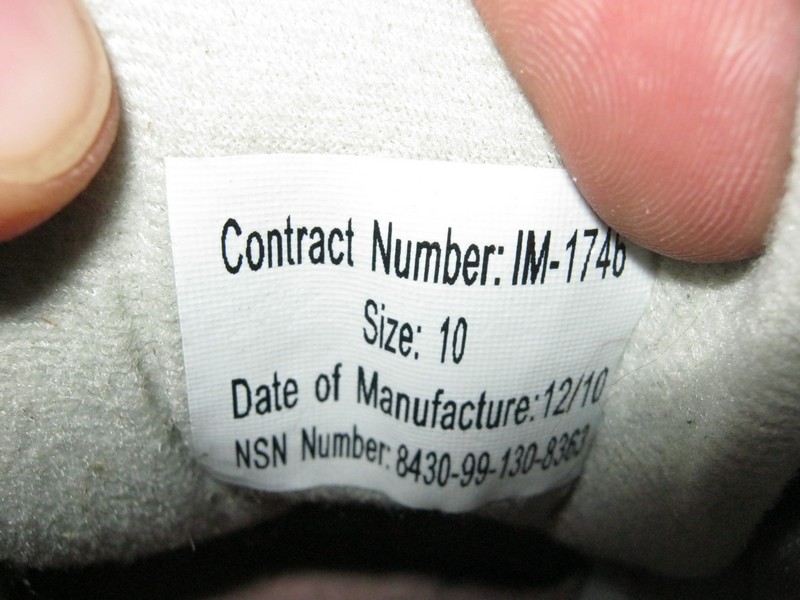 Contract Number: IM-1746
Size: 10
Date of Manufacture: 12/10
NSN Number: 8430-99-130-8363